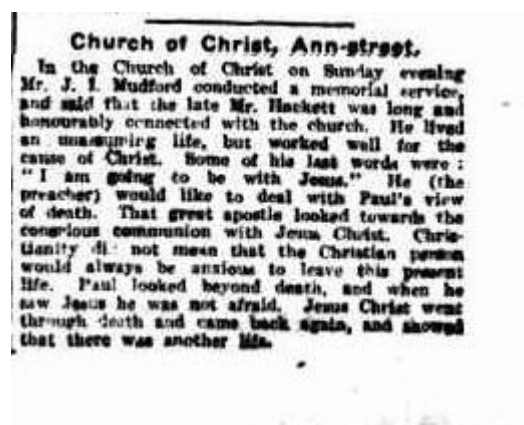 Church of Christ, Ann-street.
In the Church of Christ on Sunday evening
Mr. J. I. Mudford conducted a memorial service,
and said that the late Mr. Hackett was long and
honourably connected with the church. He lived
an unassuming life, but worked well for the
cause of Christ. Some of his last words were :
"I am going to be with Jesus." He (the
preacher) would like to deal with Paul's view
of death. That great apostle looked towards the
conscious communion with Jesus Christ. Chris-
tianity did not mean that the Christian person
would always be anxious to leave this present
life. Paul looked beyond death, and when he
saw Jesus he was not afraid. Jesus Christ went
through death and came back again, and showed
that there was another life.